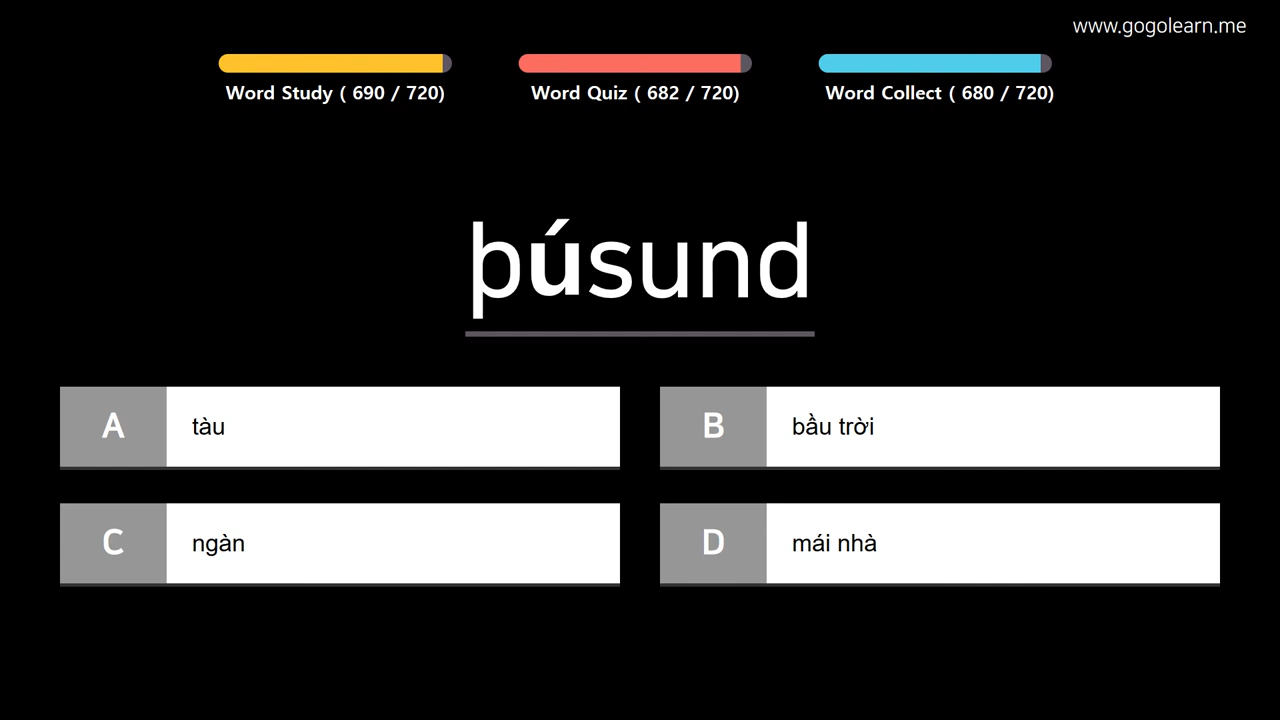 www.gogolearn.me
Word Study ( 690 / 720)
Word Quiz ( 682 / 720)
Word Collect ( 680 / 720)
þúsund
A
tàu
B
bầu trời
C
ngàn
D
mái nhà